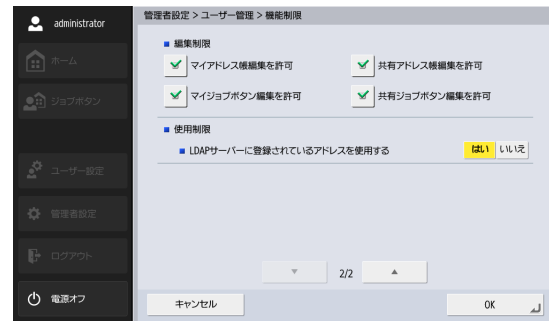 administrator
ホーム
ジョブボタン
ユーザー設定
管理者設定
ログアウト
電源オフ
管理者設定 > ユーザー管理 > 機能制限
編集制限
マイアドレス帳編集を許可
共有アドレス帳編集を許可
マイジョブボタン編集を許可
共有ジョブボタン編集を許可
使用制限
LDAPサーバーに登録されているアドレスを使用する
はい いいえ
2/2
キャンセル
OK